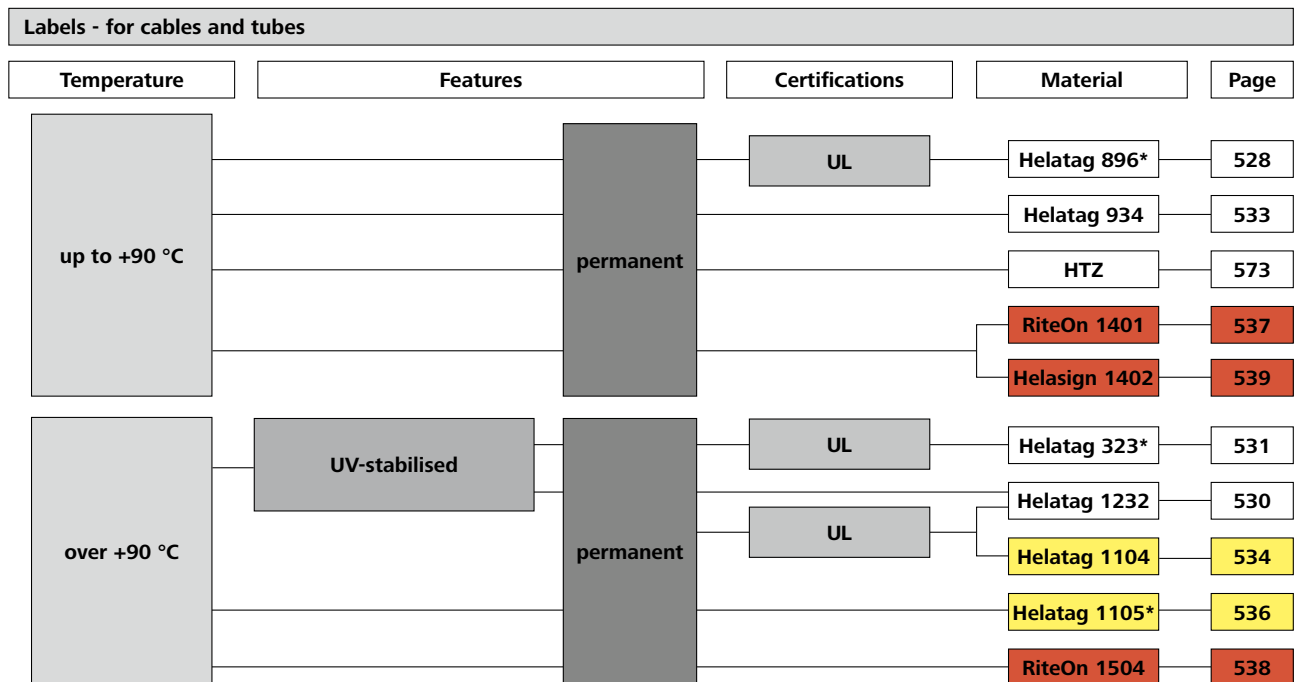 Labels - for cables and tubes
Temperature Features Certifications Material Page
UL Helatag 896* 528
Helatag 934 533
up to +90 °C permanent HTZ 573
RiteOn 1401 537
Helasign 1402 539
UV-stabilised UL Helatag 323* 531
Helatag 1232 530
UL
over +90 °C permanent Helatag 1104 534
Helatag 1105* 536
RiteOn 1504 538